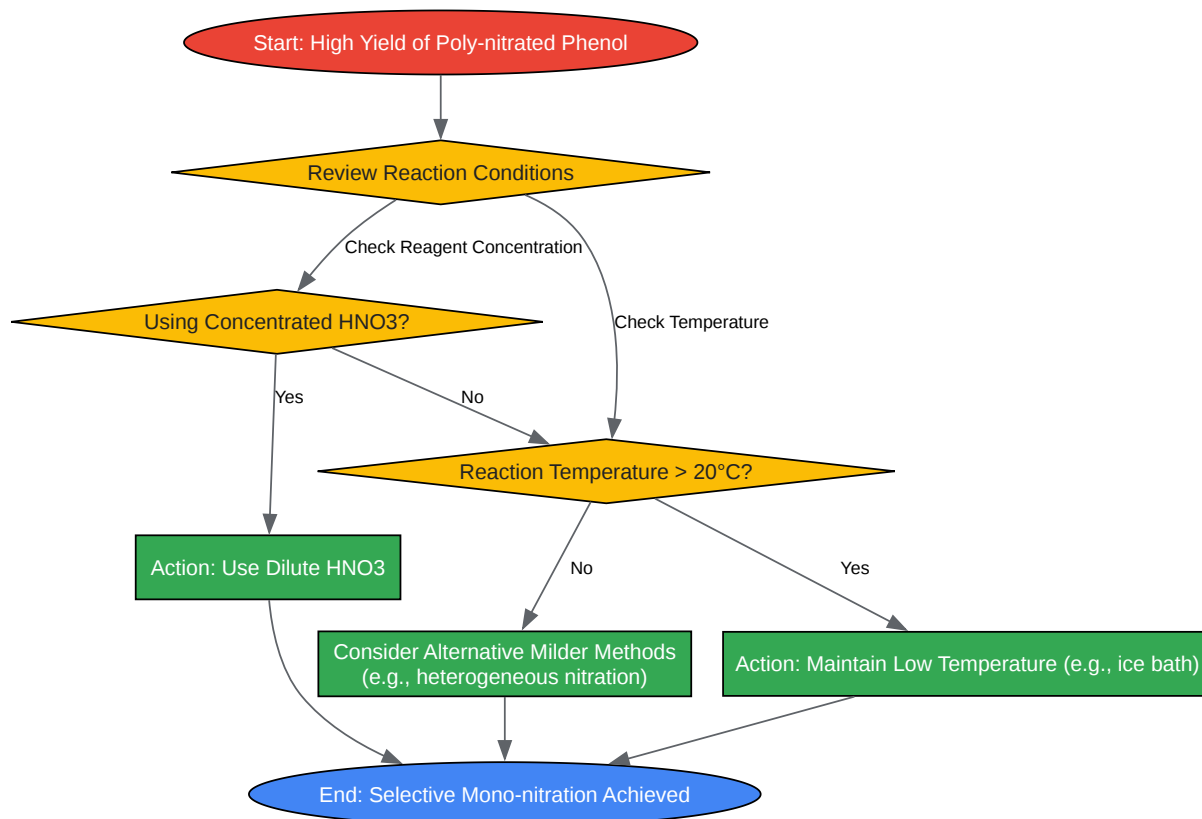 Start: High Yield of Poly-nitrated Phenol
Review Reaction Conditions
Check Reagent Concentration
Using Concentrated HNO3?
Check Temperature
Yes
No
Reaction Temperature > 20°C?
Action: Use Dilute HNO3
No
Yes
Consider Alternative Milder Methods
(e.g., heterogeneous nitration)
Action: Maintain Low Temperature (e.g., ice bath)
End: Selective Mono-nitration Achieved